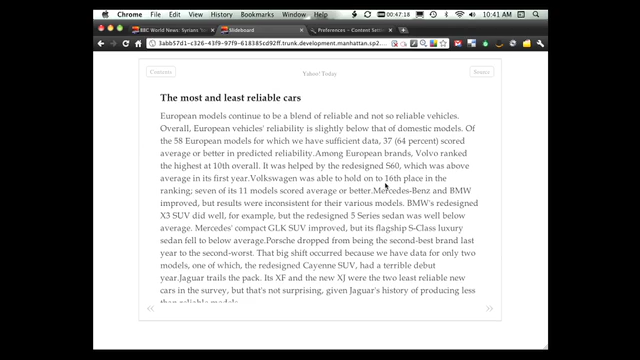 Chrome File Edit View History Bookmarks Window Help 00:47:18 10:41 AM
BBC World News: Syrians Slideboard Preferences – Content Sett
3abb57d1-c326-43f9-97f9-618385cd92ff.trunk.development.manhattan.sp2.
Contents Yahoo! Today Source
The most and least reliable cars
European models continue to be a blend of reliable and not so reliable vehicles.
Overall, European vehicles' reliability is slightly below that of domestic models. Of
the 58 European models for which we have sufficient data, 37 (64 percent) scored
average or better in predicted reliability.Among European brands, Volvo ranked
the highest at 10th overall. It was helped by the redesigned S60, which was above
average in its first year.Volkswagen was able to hold on to 16th place in the
ranking; seven of its 11 models scored average or better.Mercedes-Benz and BMW
improved, but results were inconsistent for their various models. BMW's redesigned
X3 SUV did well, for example, but the redesigned 5 Series sedan was well below
average. Mercedes' compact GLK SUV improved, but its flagship S-Class luxury
sedan fell to below average.Porsche dropped from being the second-best brand last
year to the second-worst. That big shift occurred because we have data for only two
models, one of which, the redesigned Cayenne SUV, had a terrible debut
year.Jaguar trails the pack. Its XF and the new XJ were the two least reliable new
cars in the survey, but that's not surprising, given Jaguar's history of producing less
than reliable models